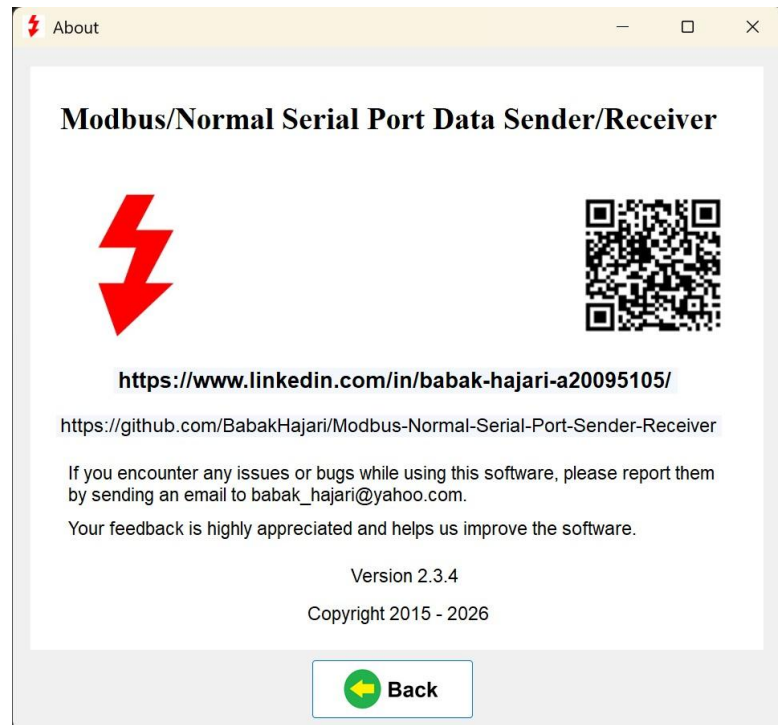 About
Modbus/Normal Serial Port Data Sender/Receiver
https://www.linkedin.com/in/babak-hajari-a20095105/
https://github.com/BabakHajari/Modbus-Normal-Serial-Port-Sender-Receiver
If you encounter any issues or bugs while using this software, please report them
by sending an email to babak_hajari@yahoo.com.
Your feedback is highly appreciated and helps us improve the software.
Version 2.3.4
Copyright 2015 - 2026
Back